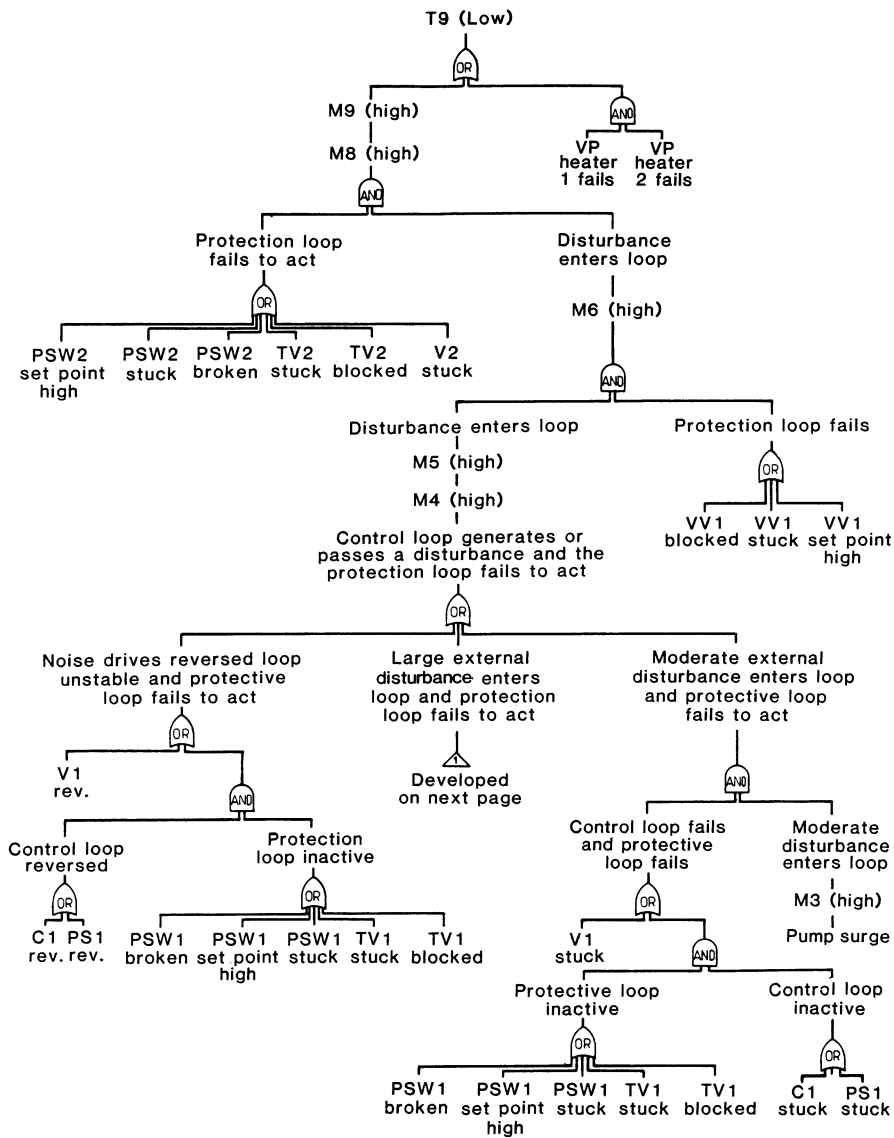 T9 (Low)
OR
M9 (high)
AND
M8 (high)
VP heater 1 fails
VP heater 2 fails
AND
Protection loop
fails to act
Disturbance
enters loop
OR
M6 (high)
PSW2 set point high
PSW2 stuck
PSW2 broken
TV2 stuck
TV2 blocked
V2 stuck
AND
Disturbance enters loop
Protection loop fails
M5 (high)
OR
M4 (high)
VV1 blocked
VV1 stuck
VV1 set point high
Control loop generates or
passes a disturbance and the
protection loop fails to act
OR
Noise drives reversed loop
unstable and protective
loop fails to act
Large external
disturbance enters
loop and protection
loop fails to act
Moderate external
disturbance enters loop
and protective loop
fails to act
OR
1
Developed
on next page
V1
rev.
AND
AND
Control loop
reversed
Protection
loop inactive
Control loop fails
and protective
loop fails
Moderate
disturbance
enters loop
OR
OR
OR
M3 (high)
C1 rev.
PS1 rev.
PSW1 broken
PSW1 set point high
PSW1 stuck
TV1 stuck
TV1 blocked
V1
stuck
AND
Pump surge
Protective loop
inactive
Control loop
inactive
OR
OR
PSW1 broken
PSW1 set point high
PSW1 stuck
TV1 stuck
TV1 blocked
C1 stuck
PS1 stuck